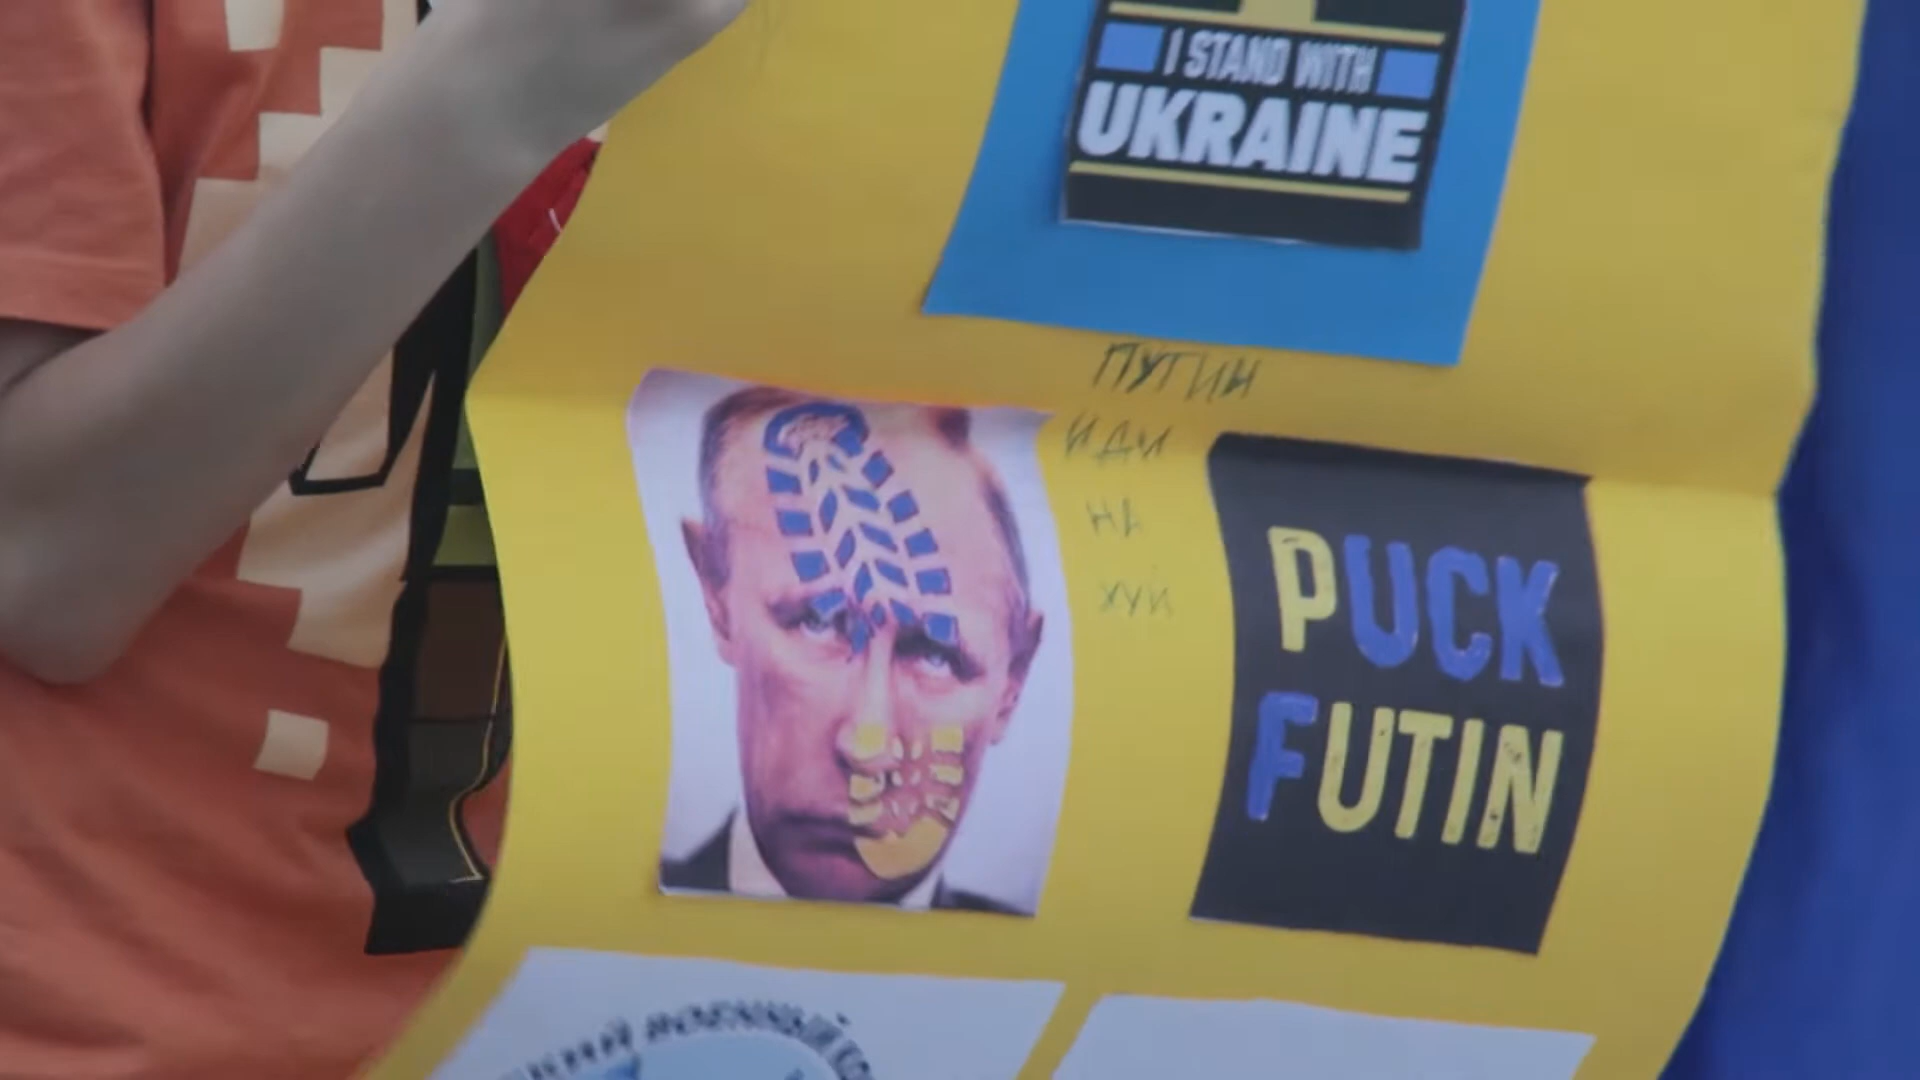 I STAND WITH
UKRAINE
ПУТИН
ИДИ
НА
ХУЙ
PUCK
FUTIN